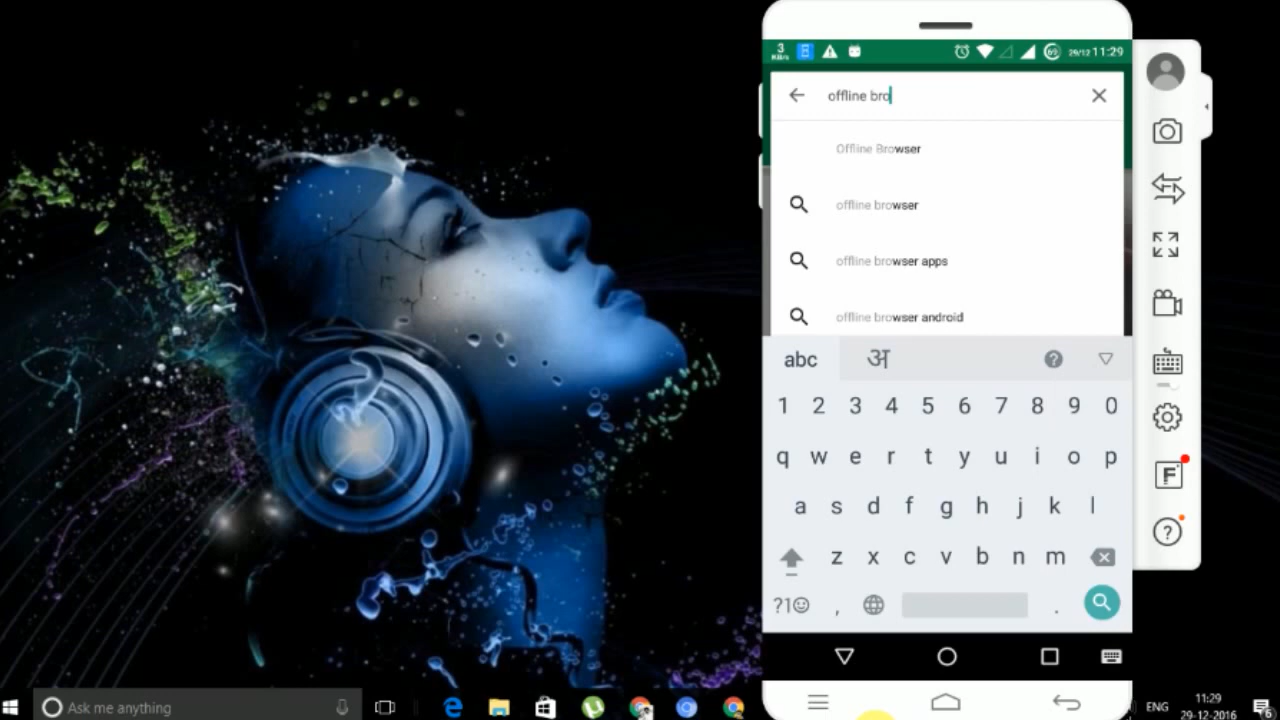 3
KB/s
69
29/12 11:29
offline bro
Offline Browser
offline browser
offline browser apps
offline browser android
abc
अ
1 2 3 4 5 6 7 8 9 0
q w e r t y u i o p
a s d f g h j k l
z x c v b n m
?1☺ , .
F
?
Ask me anything
ENG
11:29
29-12-2016